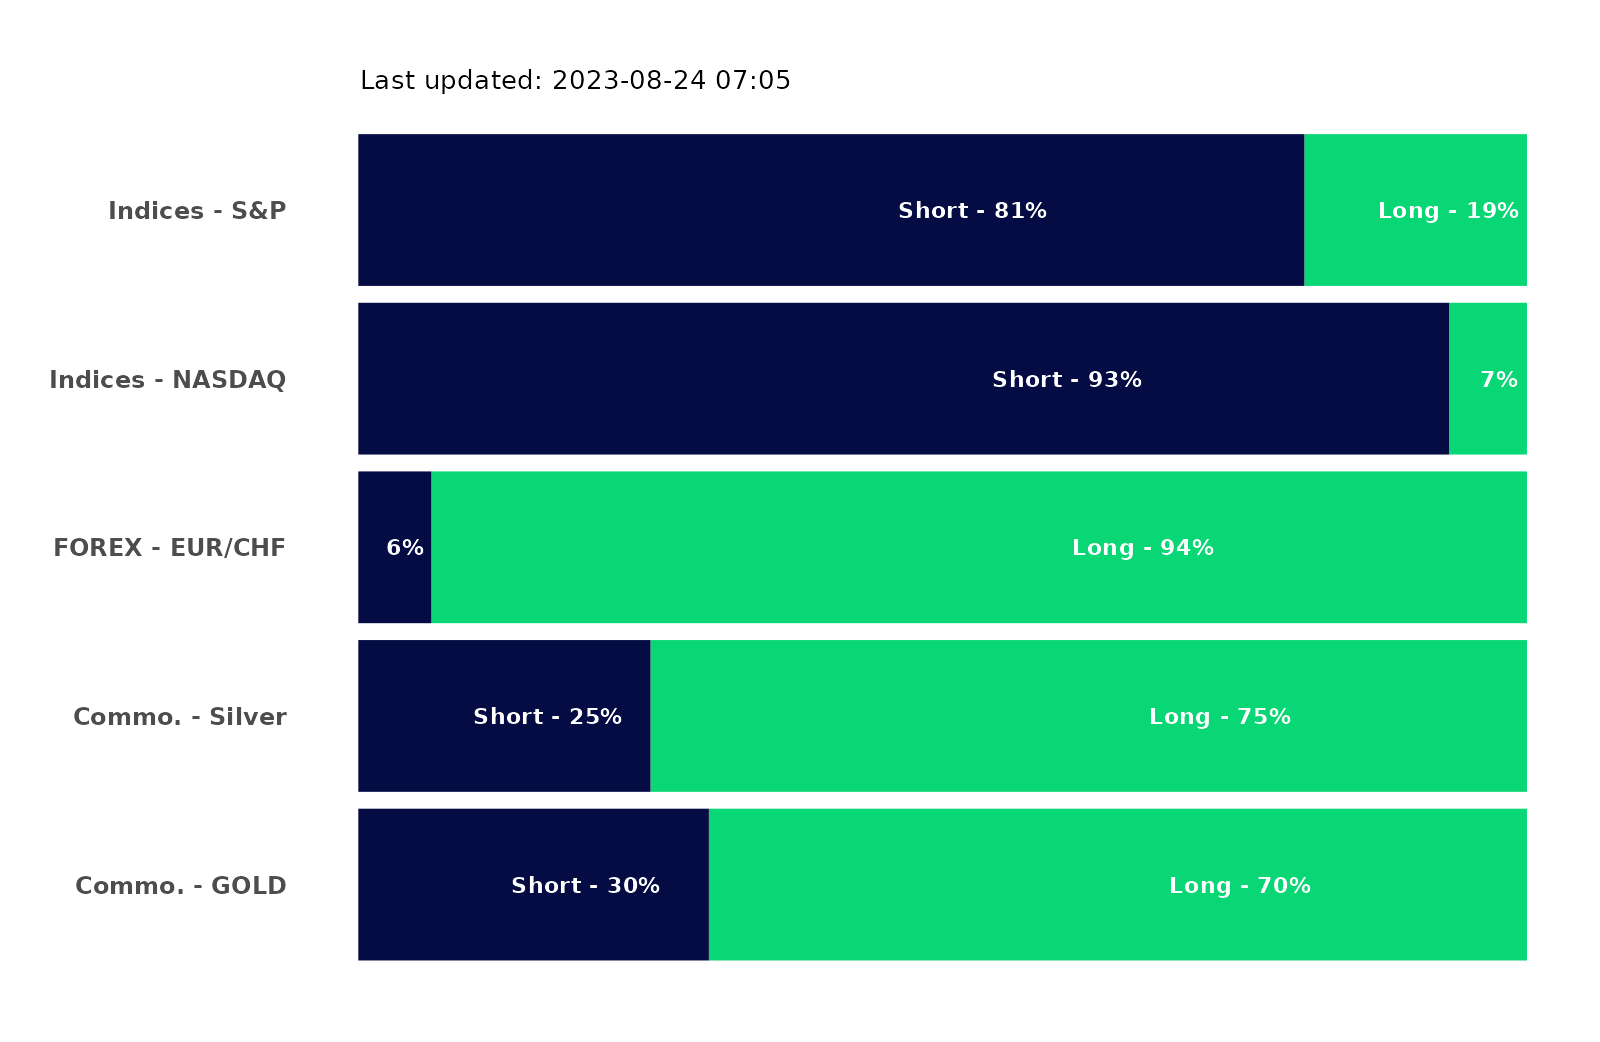 Last updated: 2023-08-24 07:05
Indices - S&P Short - 81% Long - 19%
Indices - NASDAQ Short - 93% 7%
FOREX - EUR/CHF 6% Long - 94%
Commo. - Silver Short - 25% Long - 75%
Commo. - GOLD Short - 30% Long - 70%